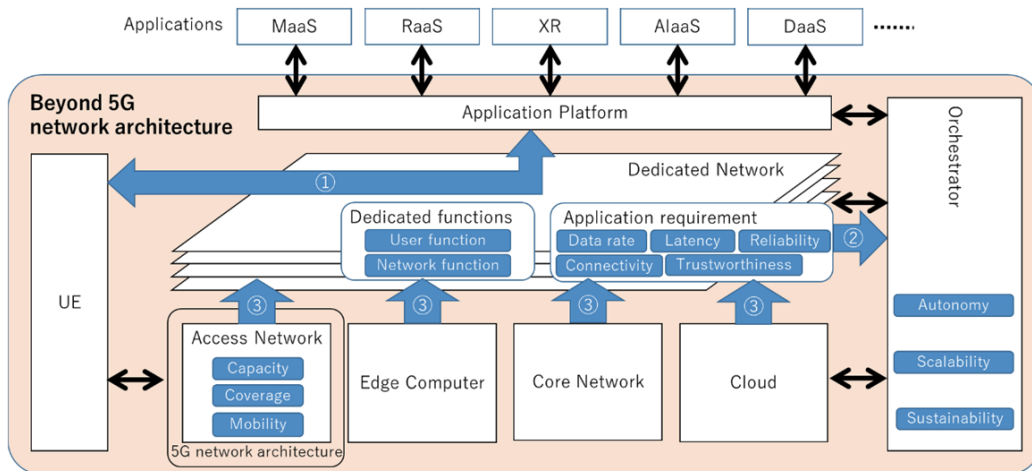 Applications
MaaS
RaaS
XR
AIaaS
DaaS
........
Beyond 5G
network architecture
Application Platform
Orchestrator
①
Dedicated Network
Dedicated functions
User function
Network function
Application requirement
Data rate
Latency
Reliability
Connectivity
Trustworthiness
②
UE
③
③
③
③
Access Network
Capacity
Coverage
Mobility
5G network architecture
Edge Computer
Core Network
Cloud
Autonomy
Scalability
Sustainability